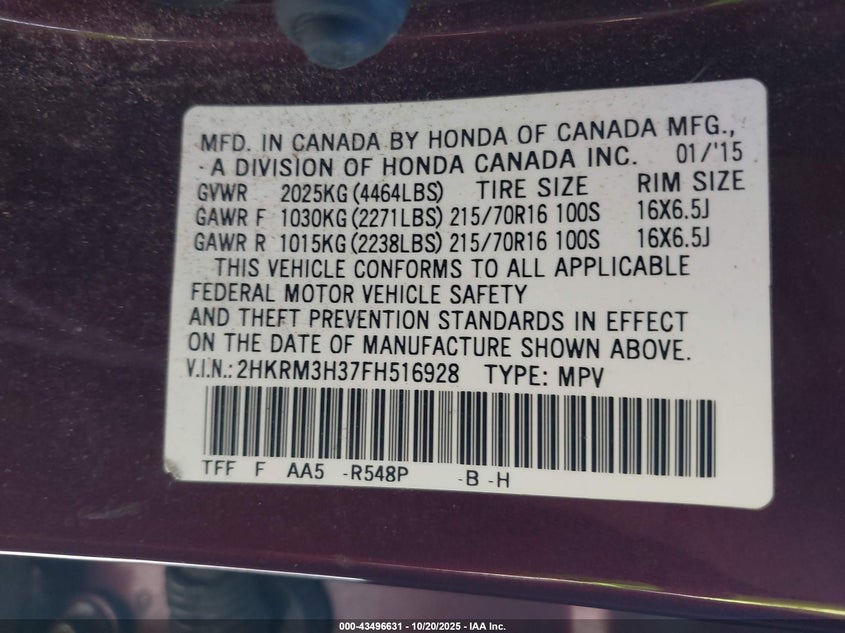 MFD. IN CANADA BY HONDA OF CANADA MFG.,
A DIVISION OF HONDA CANADA INC. 01/'15
GVWR 2025KG(4464LBS) TIRE SIZE RIM SIZE
GAWR F 1030KG(2271LBS) 215/70R16 100S 16X6.5J
GAWR R 1015KG(2238LBS) 215/70R16 100S 16X6.5J
THIS VEHICLE CONFORMS TO ALL APPLICABLE
FEDERAL MOTOR VEHICLE SAFETY
AND THEFT PREVENTION STANDARDS IN EFFECT
ON THE DATE OF MANUFACTURE SHOWN ABOVE.
V.I.N.:2HKRM3H37FH516928 TYPE: MPV
TFF F AA5 -R548P -B -H
000-43496631 - 10/20/2025 - IAA Inc.